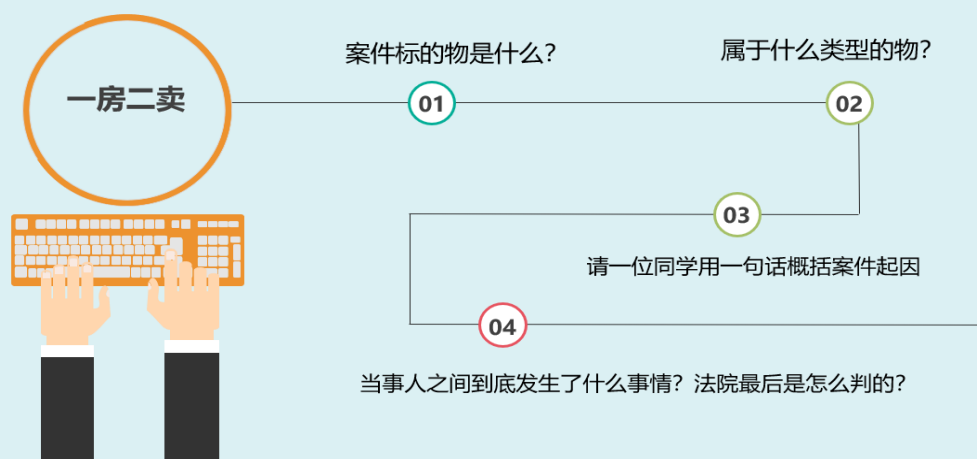 一房二卖
案件标的物是什么？
01
属于什么类型的物？
02
03
请一位同学用一句话概括案件起因
04
当事人之间到底发生了什么事情？法院最后是怎么判的？